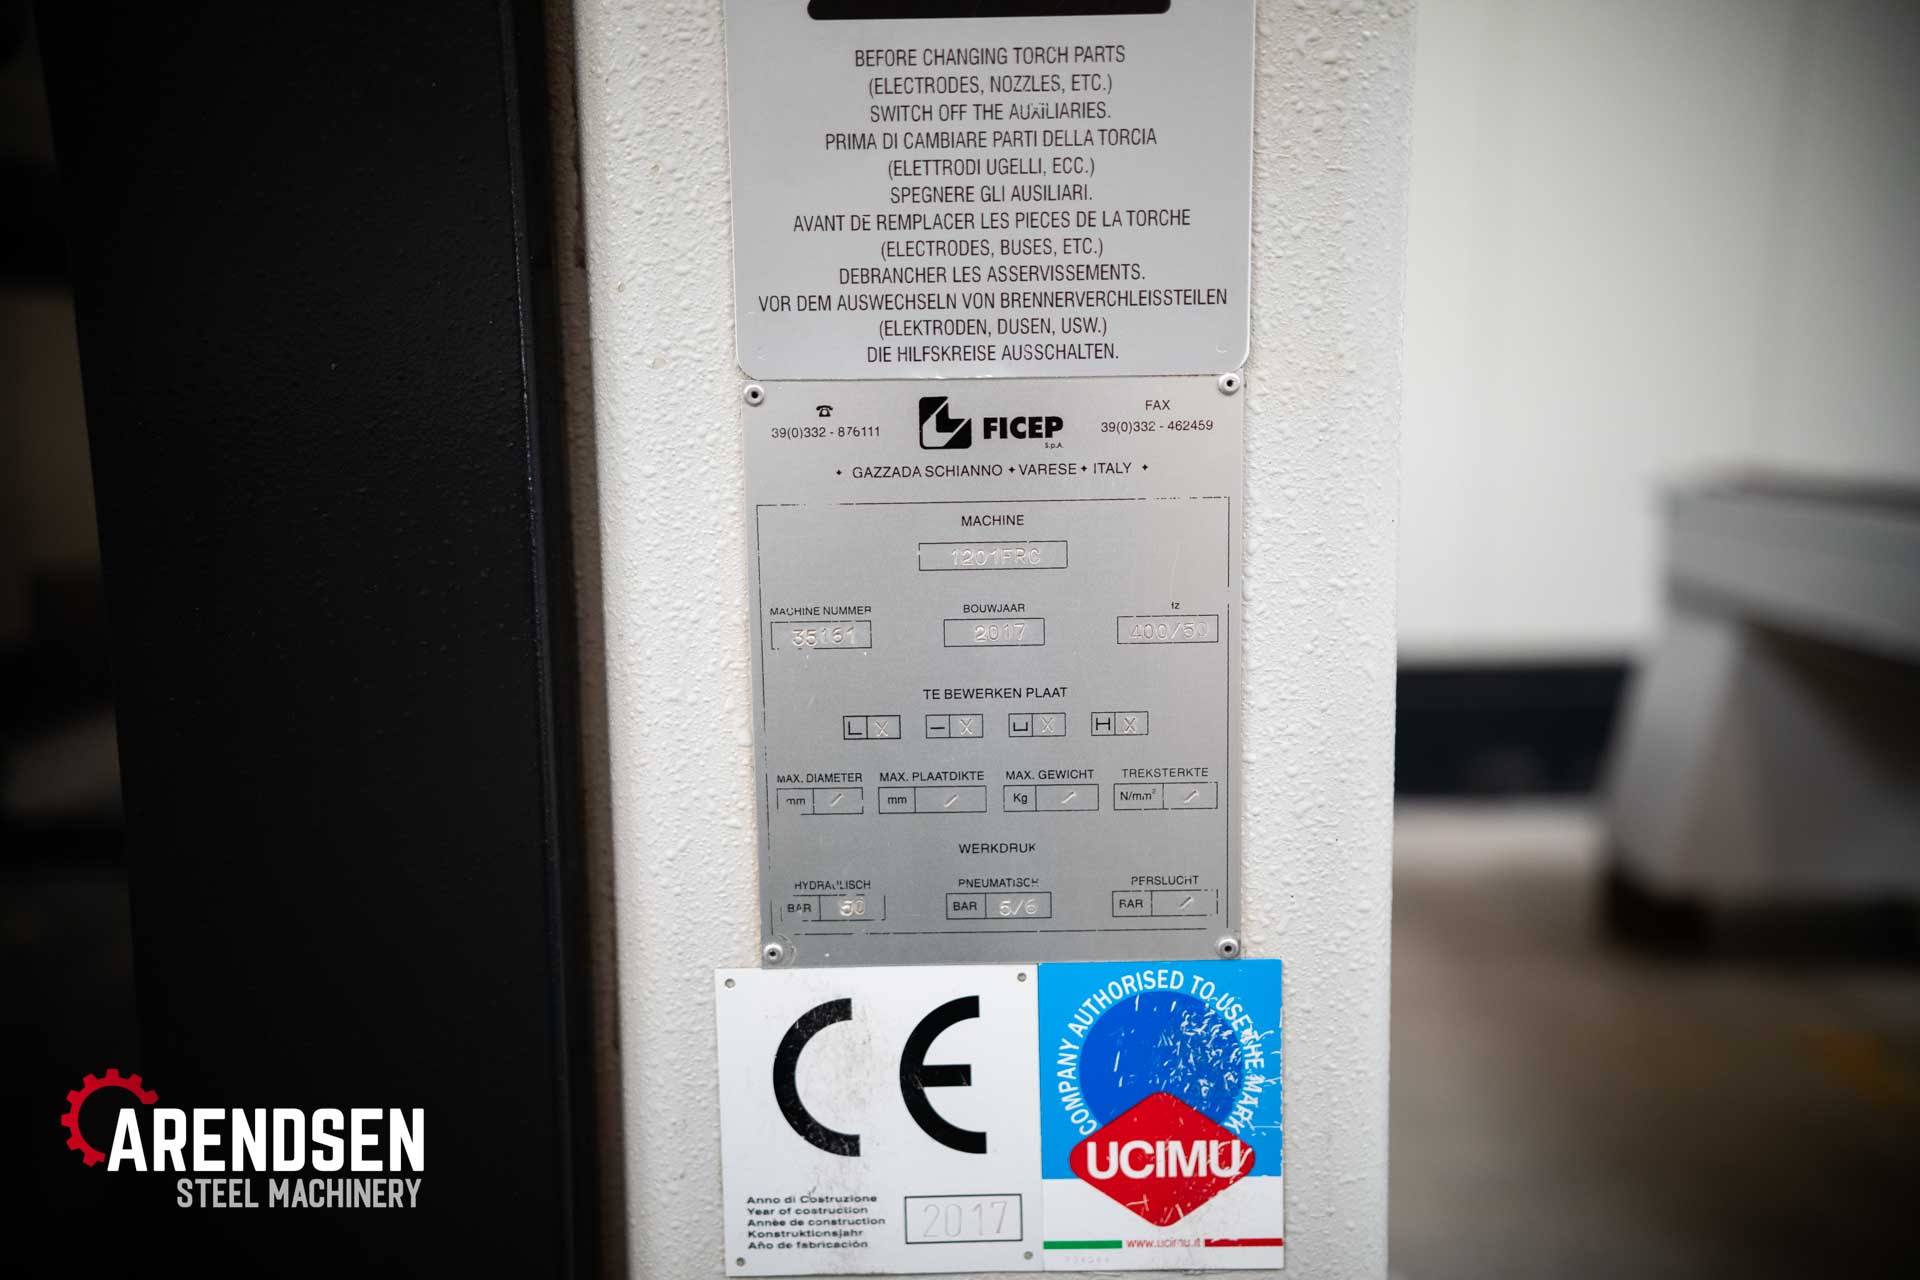 BEFORE CHANGING TORCH PARTS
(ELECTRODES, NOZZLES, ETC.)
SWITCH OFF THE AUXILIARIES.
PRIMA DI CAMBIARE PARTI DELLA TORCIA
(ELETTRODI UGELLI, ECC.)
SPEGNERE GLI AUSILIARI.
AVANT DE REMPLACER LES PIECES DE LA TORCHE
(ELECTRODES, BUSES, ETC.)
DEBRANCHER LES ASSERVISSEMENTS.
VOR DEM AUSWECHSELN VON BRENNERVERCHLEISSTEILEN
(ELEKTRODEN, DUSEN, USW.)
DIE HILFSKREISE AUSSCHALTEN.
39(0)332 - 876111
FICEP
S.p.A.
FAX
39(0)332 - 462459
GAZZADA SCHIANNO + VARESE + ITALY
MACHINE
1201FRC
MACHINE NUMMER BOUWJAAR Hz
35161 2017 400/50
TE BEWERKEN PLAAT
X X X X
MAX. DIAMETER MAX. PLAATDIKTE MAX. GEWICHT TREKSTERKTE
mm / mm / Kg / N/mm² /
WERKDRUK
HYDRAULISCH PNEUMATISCH PERSLUCHT
BAR 50 BAR 5/6 BAR /
CE
Anno di Costruzione
Year of costruction
Annèe de construction
Konstruktionsjahr
Año de fabricación
2017
COMPANY AUTHORISED TO USE THE MARK
UCIMU
www.ucimu.it
ARENDSEN
STEEL MACHINERY